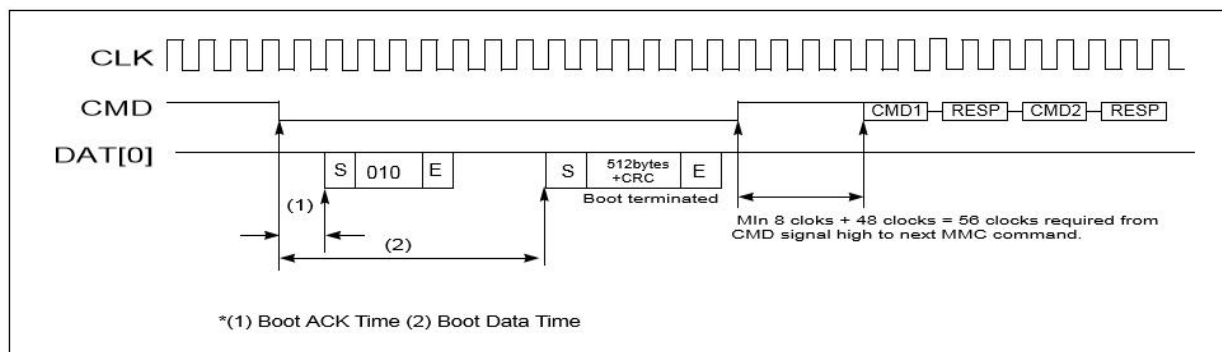 CLK
CMD
CMD1
RESP
CMD2
RESP
DAT[0]
S
010
E
S
512bytes
+CRC
E
Boot terminated
(1)
(2)
MIn 8 cloks + 48 clocks = 56 clocks required from
CMD signal high to next MMC command.
*(1) Boot ACK Time (2) Boot Data Time